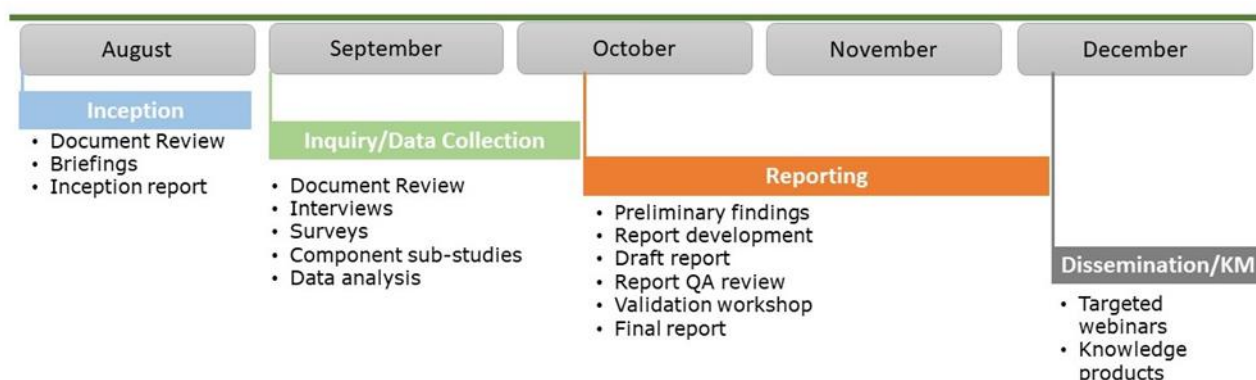 August
September
October
November
December
Inception
• Document Review
• Briefings
• Inception report
Inquiry/Data Collection
• Document Review
• Interviews
• Surveys
• Component sub-studies
• Data analysis
Reporting
• Preliminary findings
• Report development
• Draft report
• Report QA review
• Validation workshop
• Final report
Dissemination/KM
• Targeted
webinars
• Knowledge
products